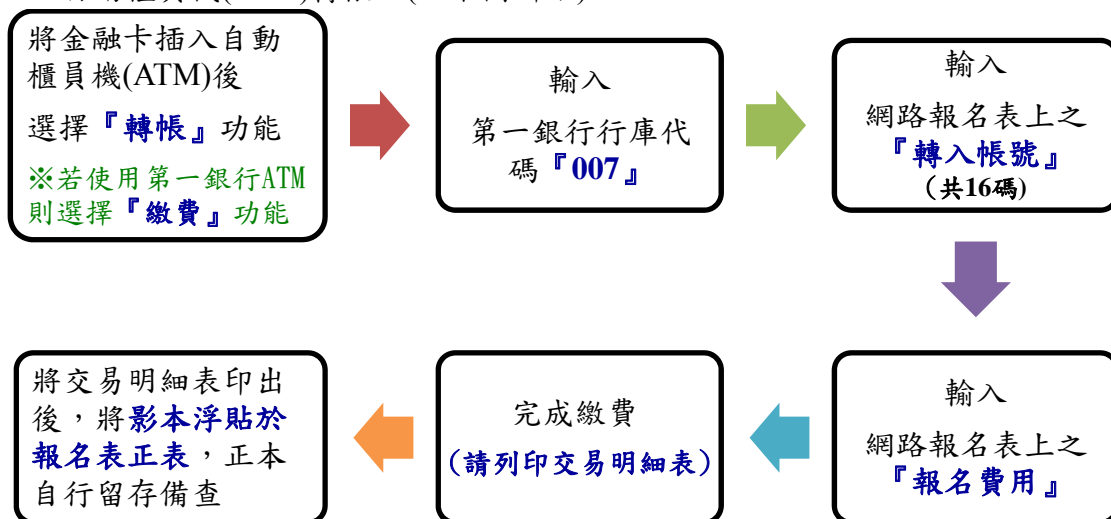 將金融卡插入自動
櫃員機(ATM)後
選擇『轉帳』功能
※若使用第一銀行ATM
則選擇『繳費』功能
輸入
第一銀行行庫代
碼『007』
輸入
網路報名表上之
『轉入帳號』
(共16碼)
輸入
網路報名表上之
『報名費用』
完成繳費
(請列印交易明細表)
將交易明細表印出
後，將影本浮貼於
報名表正表，正本
自行留存備查